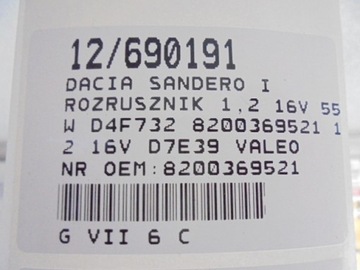 12/690191
DACIA SANDERO I
ROZRUSZNIK 1,2 16V 55
W D4F732 8200369521 1
2 16V D7E39 VALEO
NR OEM:8200369521
G VII 6 C